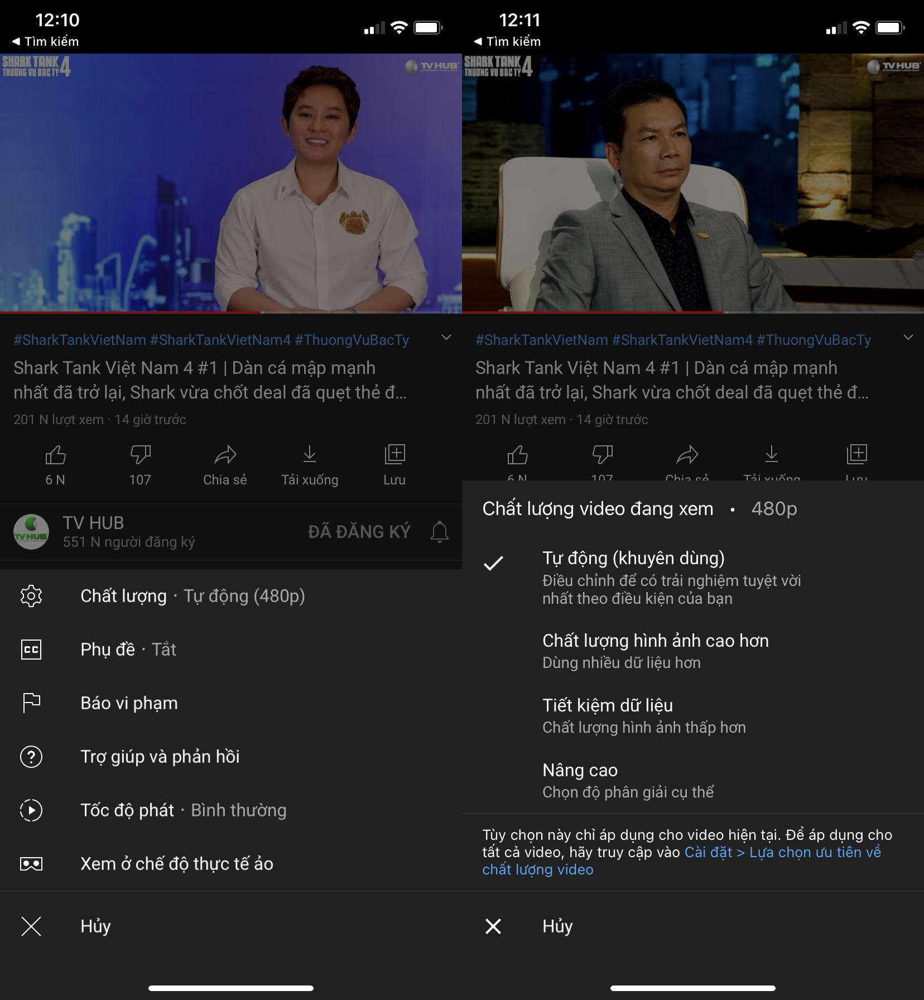 12:10
◀ Tìm kiếm
SHARK TANK 4
THƯƠNG VỤ BẠC TỶ
TV HUB
#SharkTankVietNam #SharkTankVietNam4 #ThuongVuBacTy
Shark Tank Việt Nam 4 #1 | Dàn cá mập mạnh
nhất đã trở lại, Shark vừa chốt deal đã quẹt thẻ đ...
201 N lượt xem · 14 giờ trước
6 N
107
Chia sẻ
Tải xuống
Lưu
TV HUB
TV HUB
551 N người đăng ký
ĐÃ ĐĂNG KÝ
Chất lượng · Tự động (480p)
CC
Phụ đề · Tắt
Báo vi phạm
Trợ giúp và phản hồi
Tốc độ phát · Bình thường
Xem ở chế độ thực tế ảo
Hủy
12:11
◀ Tìm kiếm
SHARK TANK 4
THƯƠNG VỤ BẠC TỶ
TV HUB
#SharkTankVietNam #SharkTankVietNam4 #ThuongVuBacTy
Shark Tank Việt Nam 4 #1 | Dàn cá mập mạnh
nhất đã trở lại, Shark vừa chốt deal đã quẹt thẻ đ...
201 N lượt xem · 14 giờ trước
6 N
107
Chia sẻ
Tải xuống
Lưu
Chất lượng video đang xem • 480p
Tự động (khuyên dùng)
Điều chỉnh để có trải nghiệm tuyệt vời
nhất theo điều kiện của bạn
Chất lượng hình ảnh cao hơn
Dùng nhiều dữ liệu hơn
Tiết kiệm dữ liệu
Chất lượng hình ảnh thấp hơn
Nâng cao
Chọn độ phân giải cụ thể
Tùy chọn này chỉ áp dụng cho video hiện tại. Để áp dụng cho
tất cả video, hãy truy cập vào Cài đặt > Lựa chọn ưu tiên về
chất lượng video
Hủy